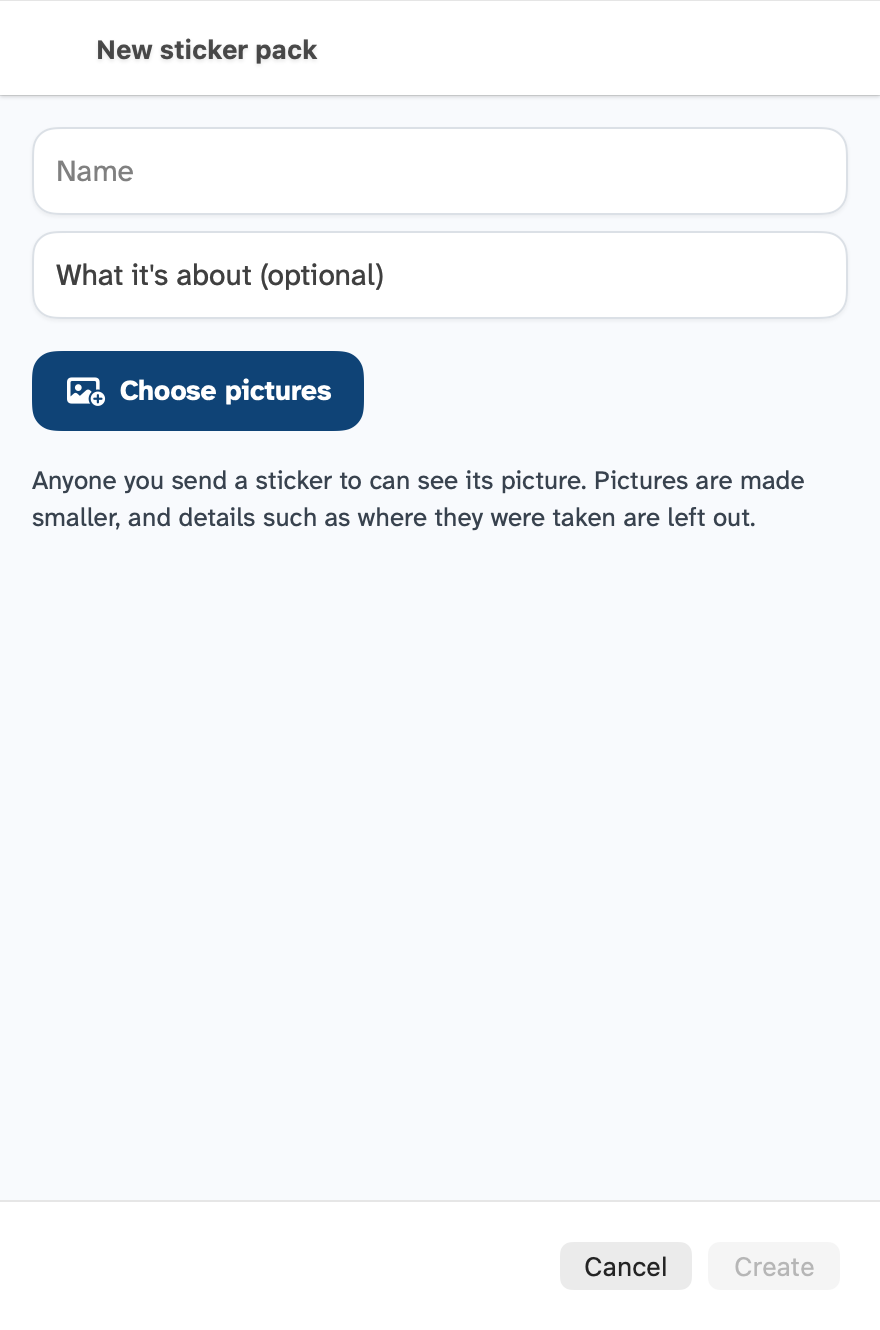 New sticker pack
Name
What it's about (optional)
Choose pictures
Anyone you send a sticker to can see its picture. Pictures are made
smaller, and details such as where they were taken are left out.
Cancel
Create